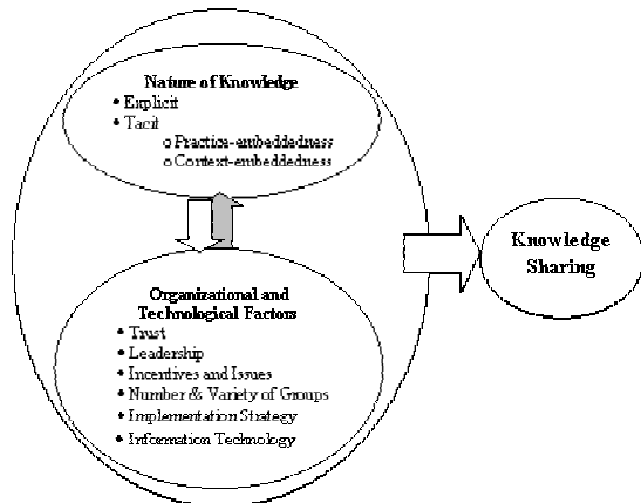 Nature of Knowledge
• Explicit
• Tacit
o Practice-embeddedness
o Context-embeddedness
Knowledge
Sharing
Organizational and
Technological Factors
• Trust
• Leadership
• Incentives and Issues
• Number & Variety of Groups
• Implementation Strategy
• Information Technology